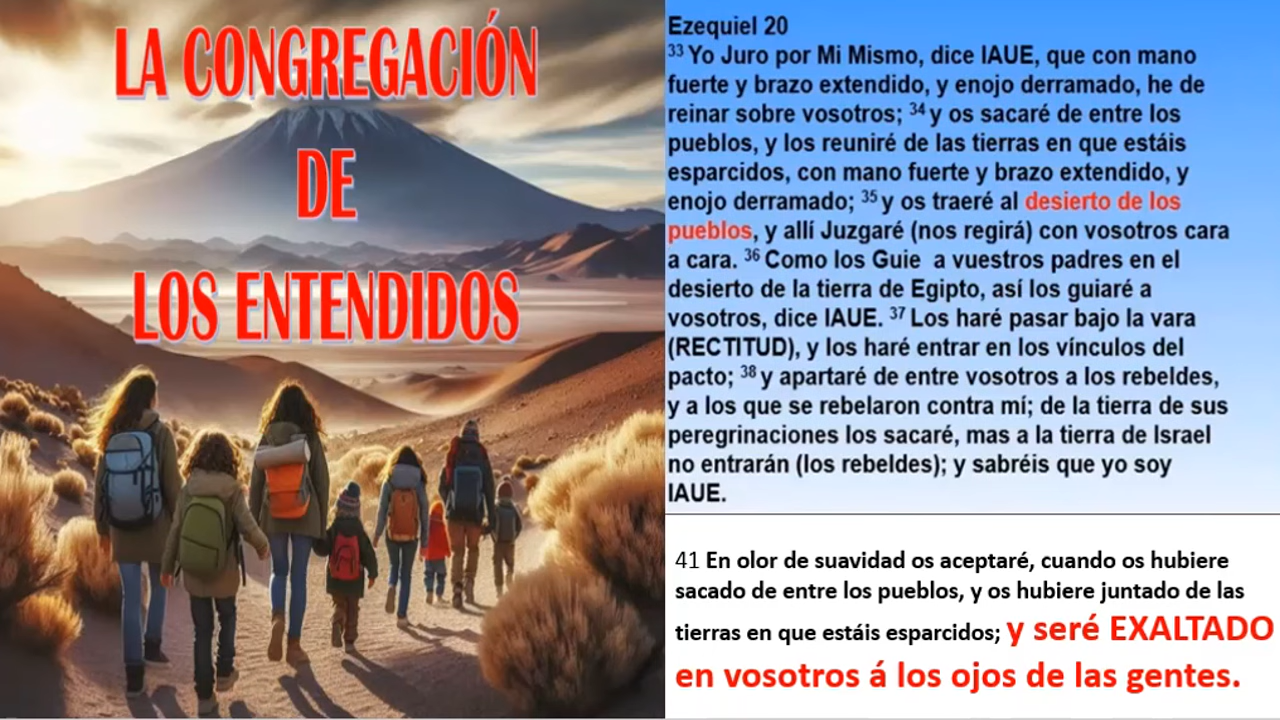 LA CONGREGACIÓN
DE
LOS ENTENDIDOS
Ezequiel 20
33 Yo Juro por Mi Mismo, dice IAUE, que con mano
fuerte y brazo extendido, y enojo derramado, he de
reinar sobre vosotros; 34 y os sacaré de entre los
pueblos, y los reuniré de las tierras en que estáis
esparcidos, con mano fuerte y brazo extendido, y
enojo derramado; 35 y os traeré al desierto de los
pueblos, y allí Juzgaré (nos regirá) con vosotros cara
a cara. 36 Como los Guie a vuestros padres en el
desierto de la tierra de Egipto, así los guiaré a
vosotros, dice IAUE. 37 Los haré pasar bajo la vara
(RECTITUD), y los haré entrar en los vínculos del
pacto; 38 y apartaré de entre vosotros a los rebeldes,
y a los que se rebelaron contra mí; de la tierra de sus
peregrinaciones los sacaré, mas a la tierra de Israel
no entrarán (los rebeldes); y sabréis que yo soy
IAUE.
41 En olor de suavidad os aceptaré, cuando os hubiere
sacado de entre los pueblos, y os hubiere juntado de las
tierras en que estáis esparcidos; y seré EXALTADO
en vosotros á los ojos de las gentes.